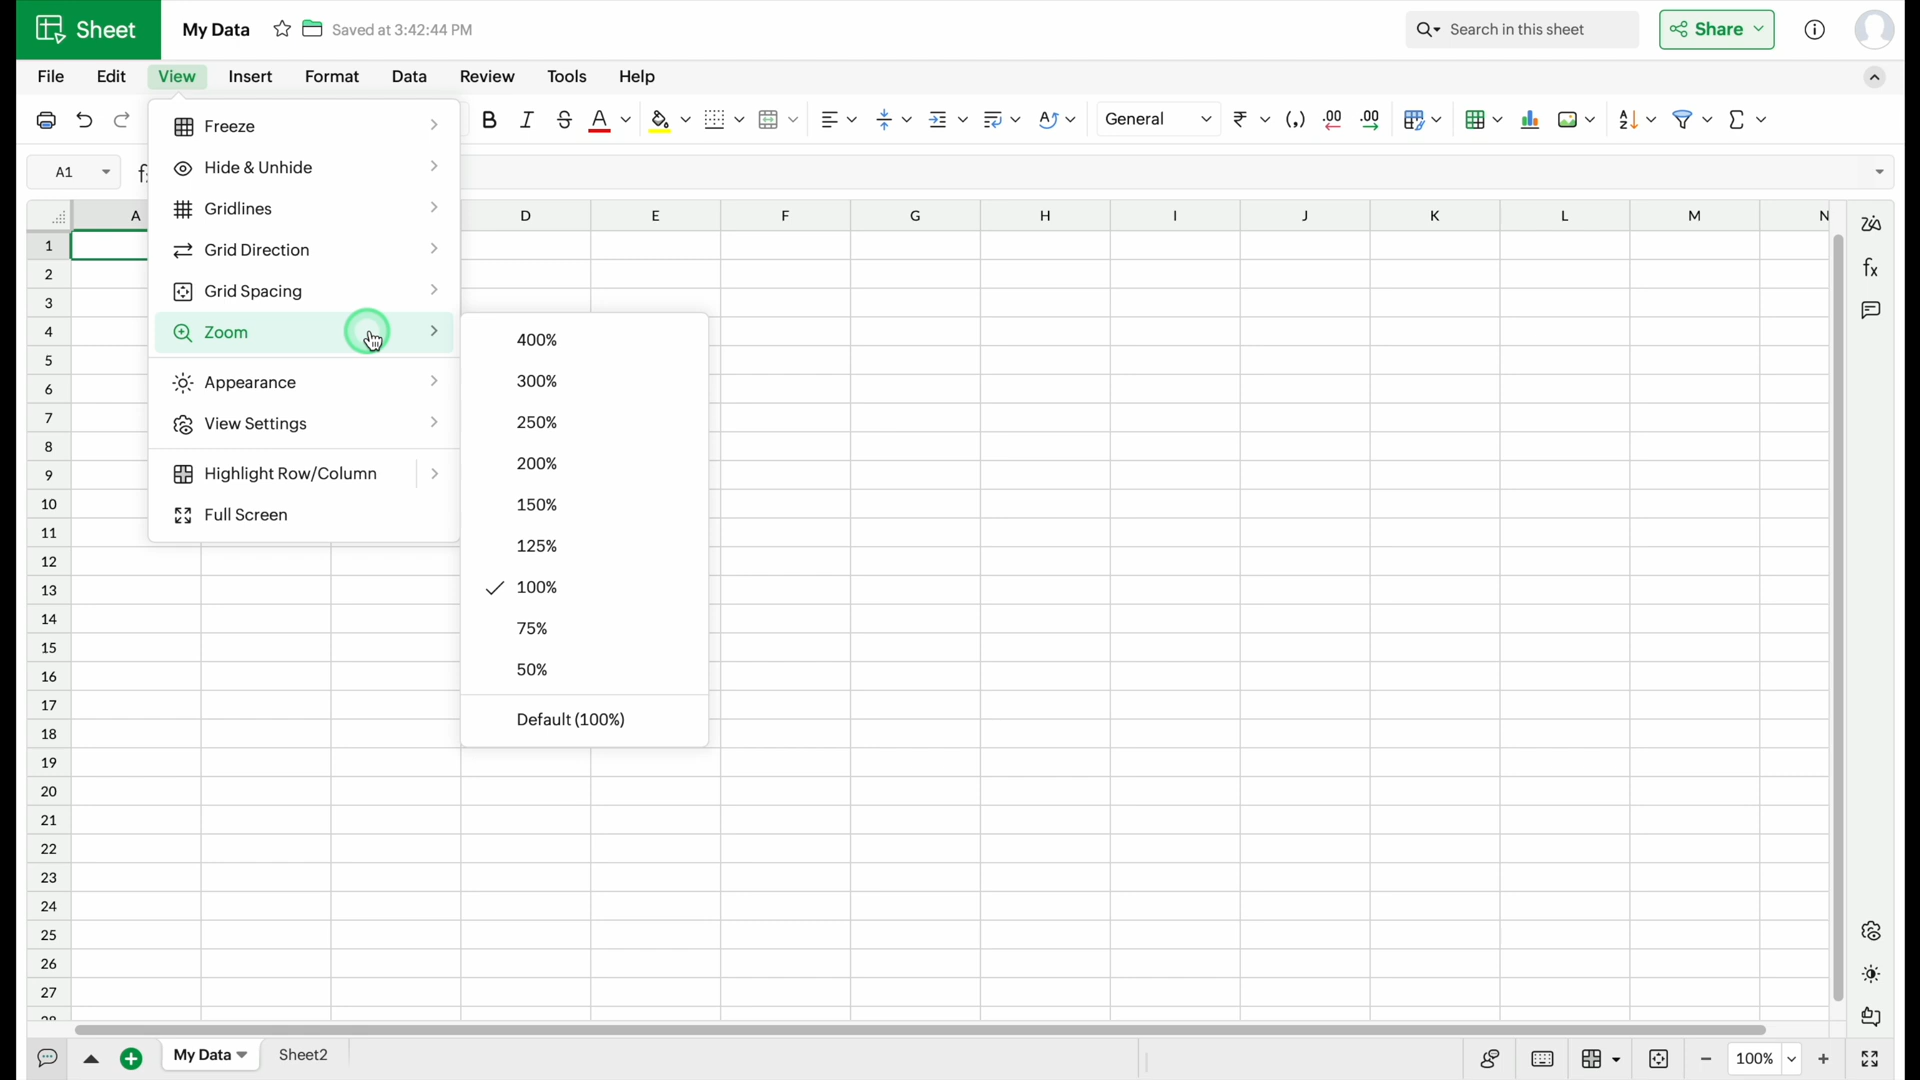 Sheet
My Data
Saved at 3:42:44 PM
Search in this sheet
Share
File Edit View Insert Format Data Review Tools Help
General
A1
A D E F G H I J K L M N
Freeze
Hide & Unhide
Gridlines
Grid Direction
Grid Spacing
Zoom
Appearance
View Settings
Highlight Row/Column
Full Screen
400%
300%
250%
200%
150%
125%
100%
75%
50%
Default (100%)
1
2
3
4
5
6
7
8
9
10
11
12
13
14
15
16
17
18
19
20
21
22
23
24
25
26
27
My Data Sheet2
100%